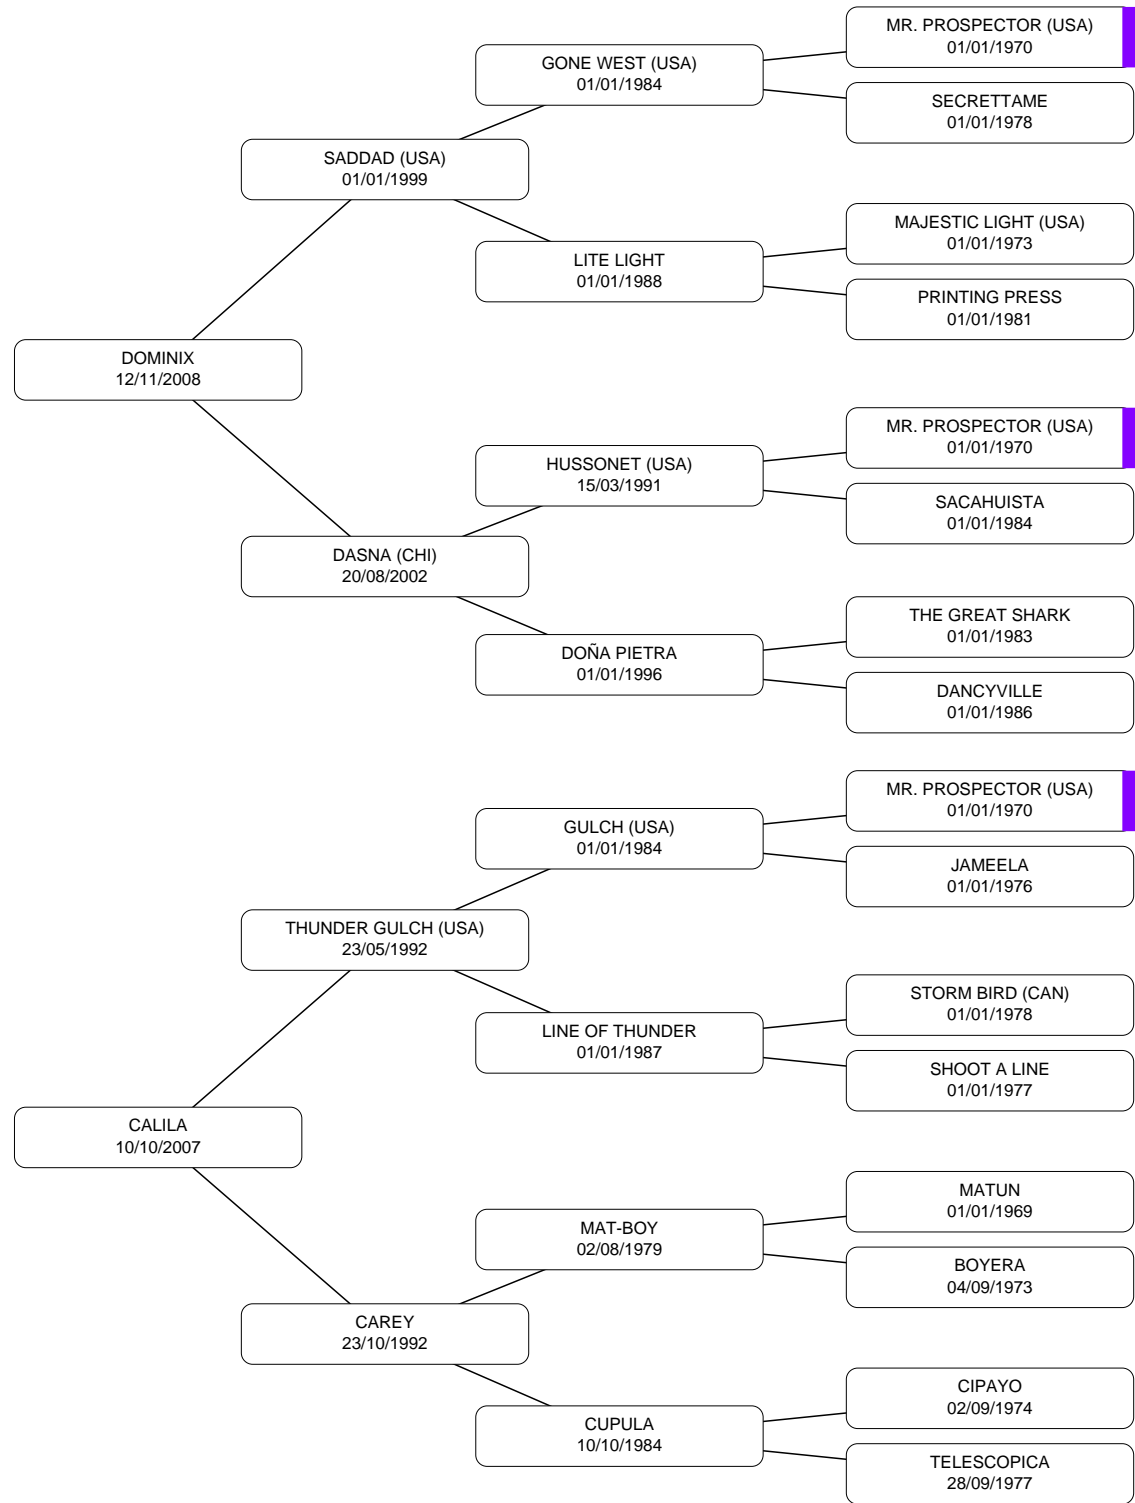 MR. PROSPECTOR (USA)
01/01/1970
GONE WEST (USA)
01/01/1984
SECRETTAME
01/01/1978
SADDAD (USA)
01/01/1999
MAJESTIC LIGHT (USA)
01/01/1973
LITE LIGHT
01/01/1988
PRINTING PRESS
01/01/1981
DOMINIX
12/11/2008
MR. PROSPECTOR (USA)
01/01/1970
HUSSONET (USA)
15/03/1991
SACAHUISTA
01/01/1984
DASNA (CHI)
20/08/2002
THE GREAT SHARK
01/01/1983
DOÑA PIETRA
01/01/1996
DANCYVILLE
01/01/1986
MR. PROSPECTOR (USA)
01/01/1970
GULCH (USA)
01/01/1984
JAMEELA
01/01/1976
THUNDER GULCH (USA)
23/05/1992
STORM BIRD (CAN)
01/01/1978
LINE OF THUNDER
01/01/1987
SHOOT A LINE
01/01/1977
CALILA
10/10/2007
MATUN
01/01/1969
MAT-BOY
02/08/1979
BOYERA
04/09/1973
CAREY
23/10/1992
CIPAYO
02/09/1974
CUPULA
10/10/1984
TELESCOPICA
28/09/1977